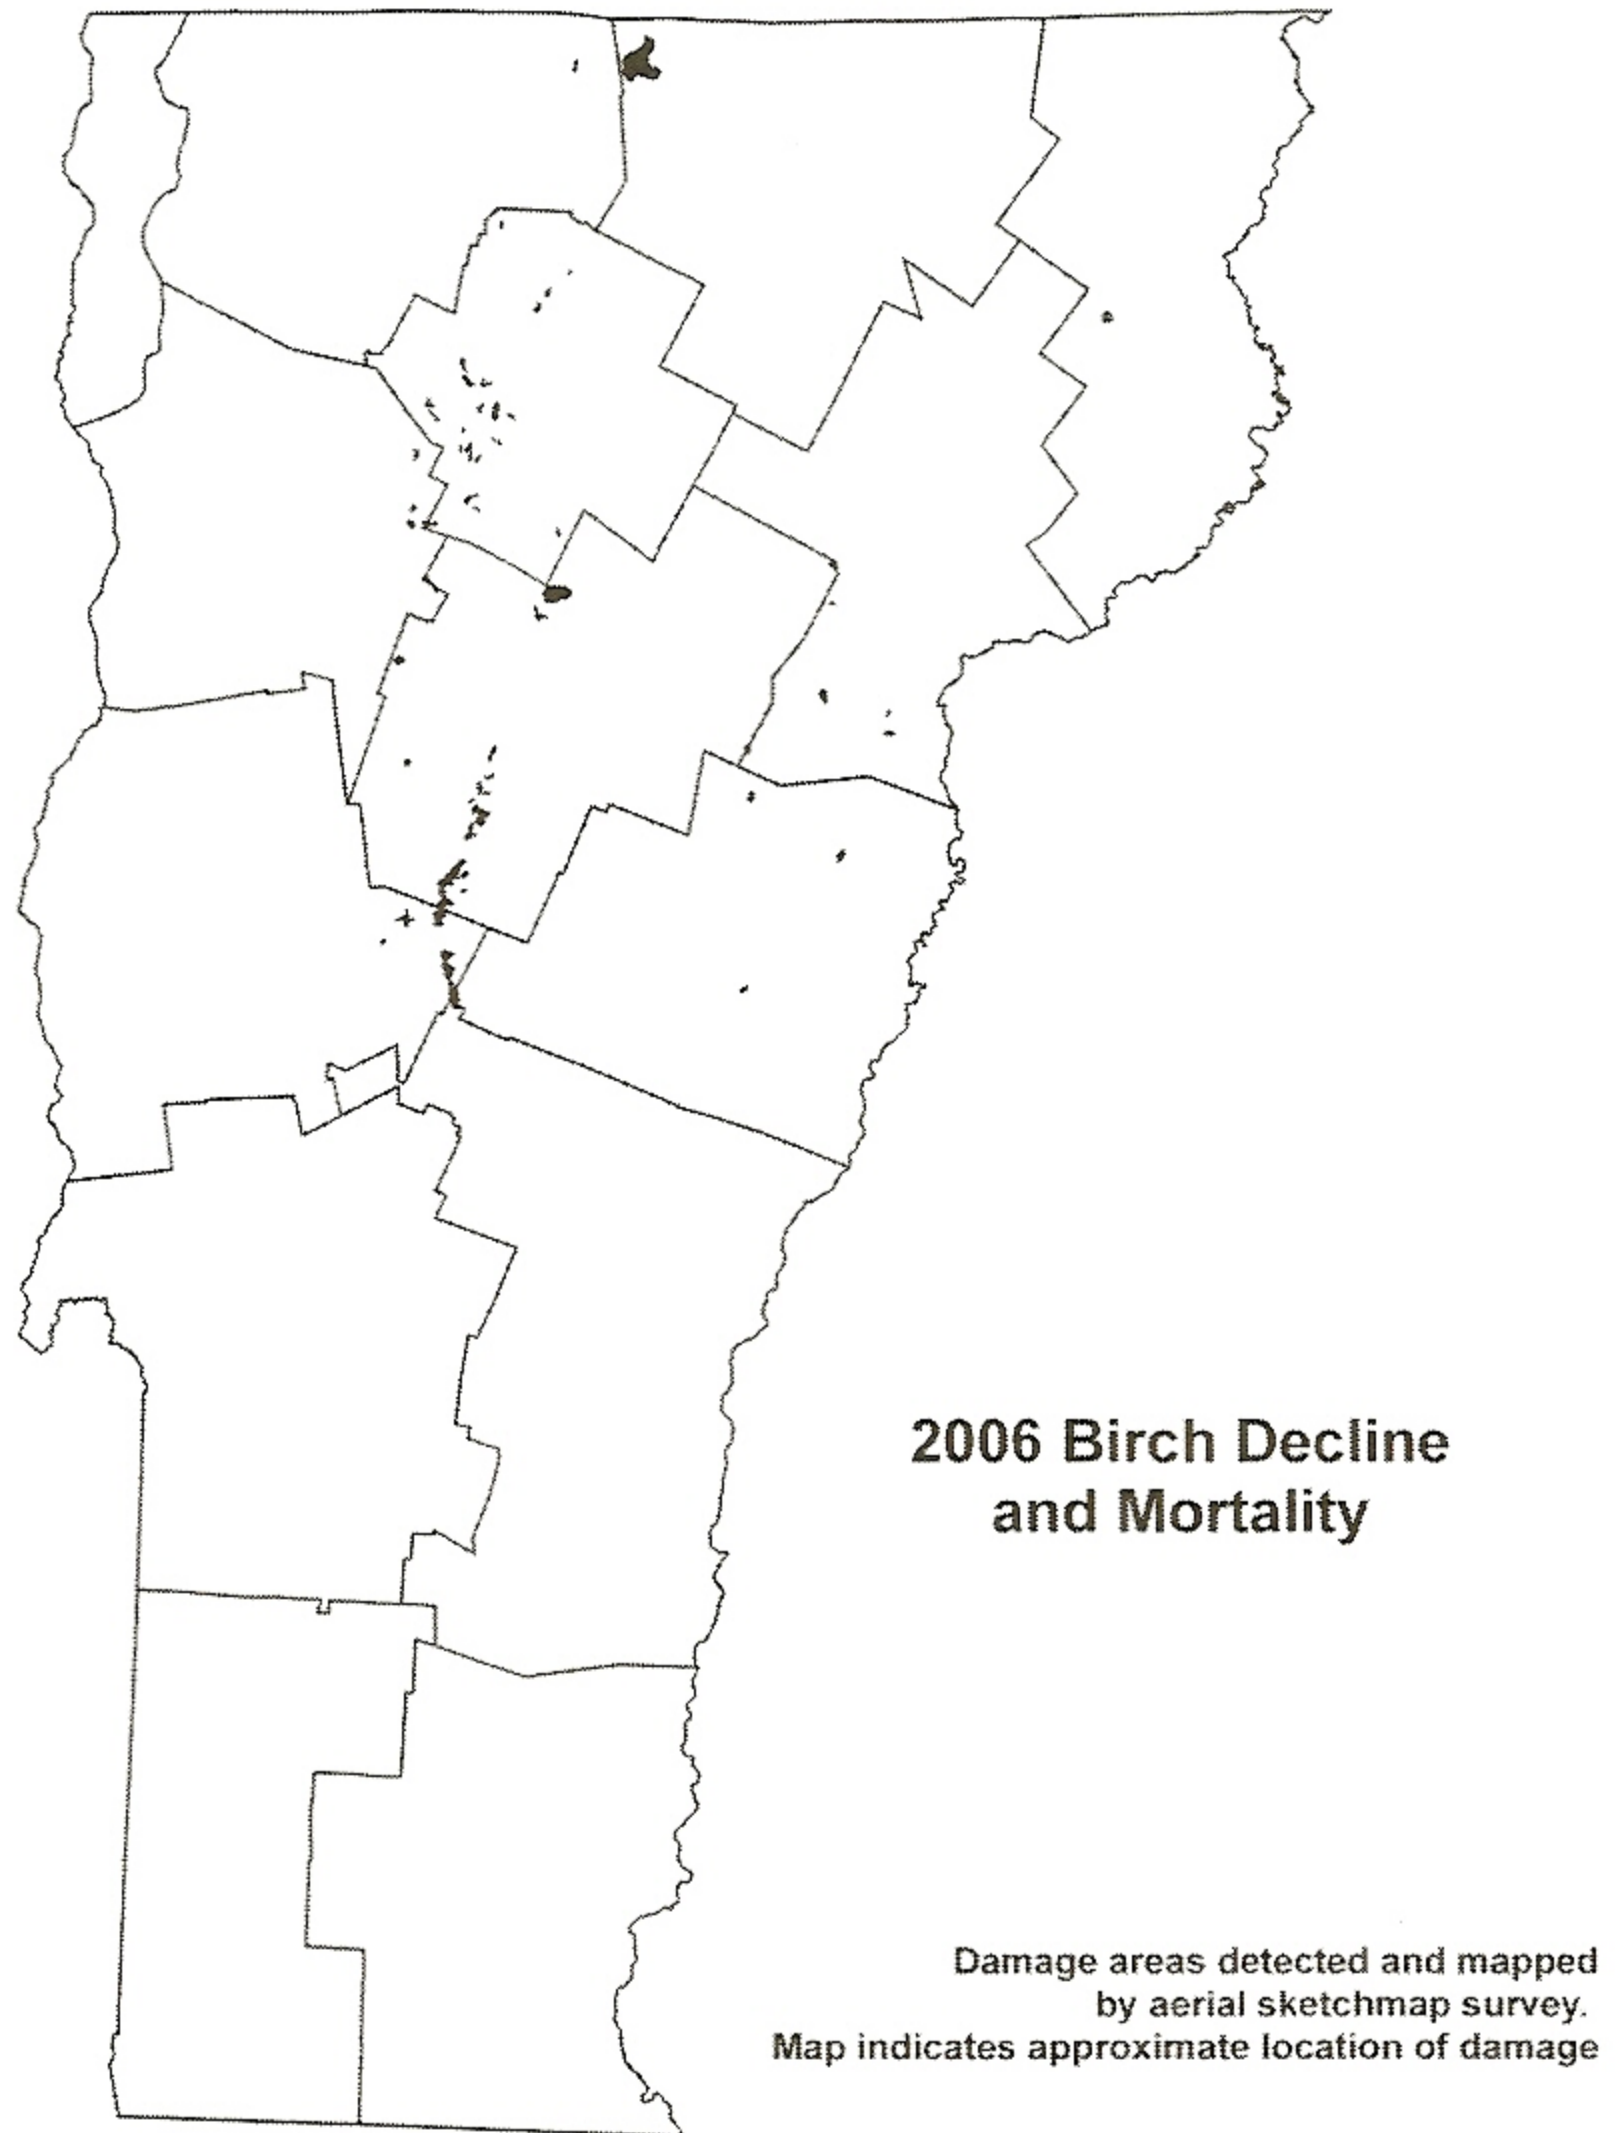 2006 Birch Decline
and Mortality
Damage areas detected and mapped
by aerial sketchmap survey.
Map indicates approximate location of damage